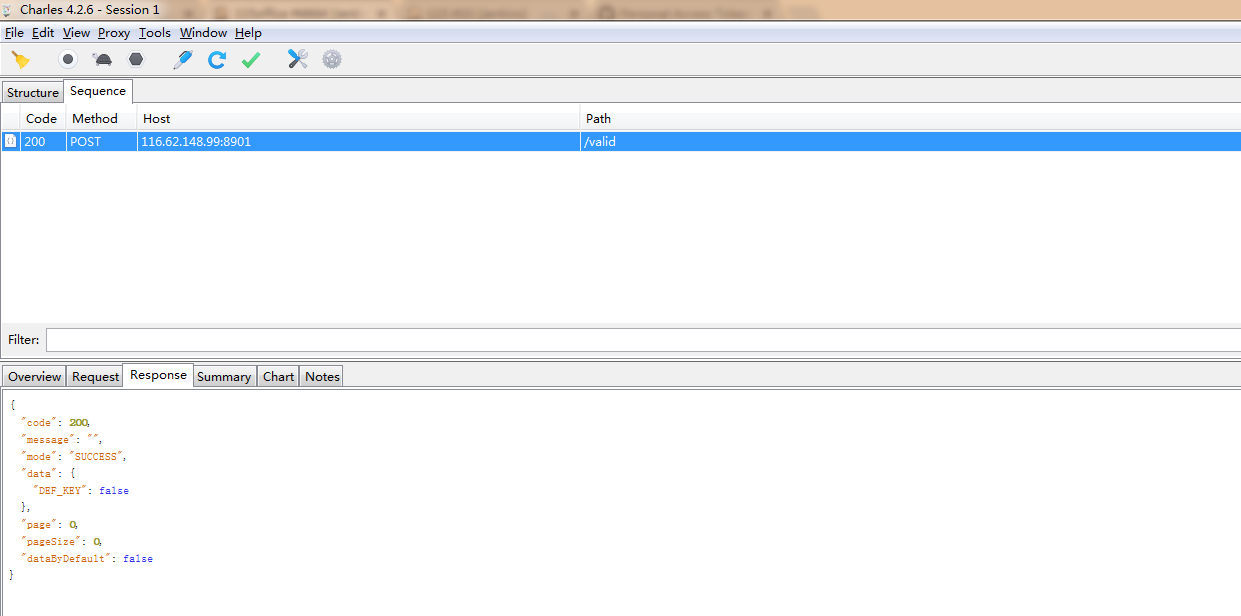 Charles 4.2.6 - Session 1
File Edit View Proxy Tools Window Help
Structure Sequence
Code Method Host Path
200 POST 116.62.148.99:8901 /valid
Filter:
Overview Request Response Summary Chart Notes
{
"code": 200,
"message": "",
"mode": "SUCCESS",
"data": {
"DEF_KEY": false
},
"page": 0,
"pageSize": 0,
"dataByDefault": false
}